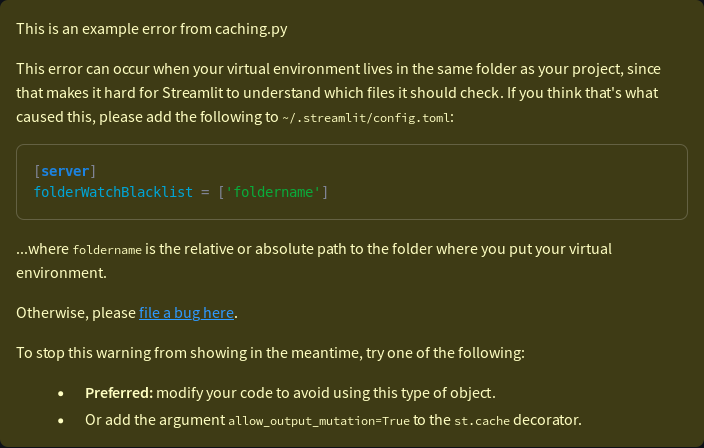 This is an example error from caching.py
This error can occur when your virtual environment lives in the same folder as your project, since
that makes it hard for Streamlit to understand which files it should check. If you think that's what
caused this, please add the following to ~/.streamlit/config.toml:
[server]
folderWatchBlacklist = ['foldername']
...where foldername is the relative or absolute path to the folder where you put your virtual
environment.
Otherwise, please file a bug here.
To stop this warning from showing in the meantime, try one of the following:
• Preferred: modify your code to avoid using this type of object.
• Or add the argument allow_output_mutation=True to the st.cache decorator.